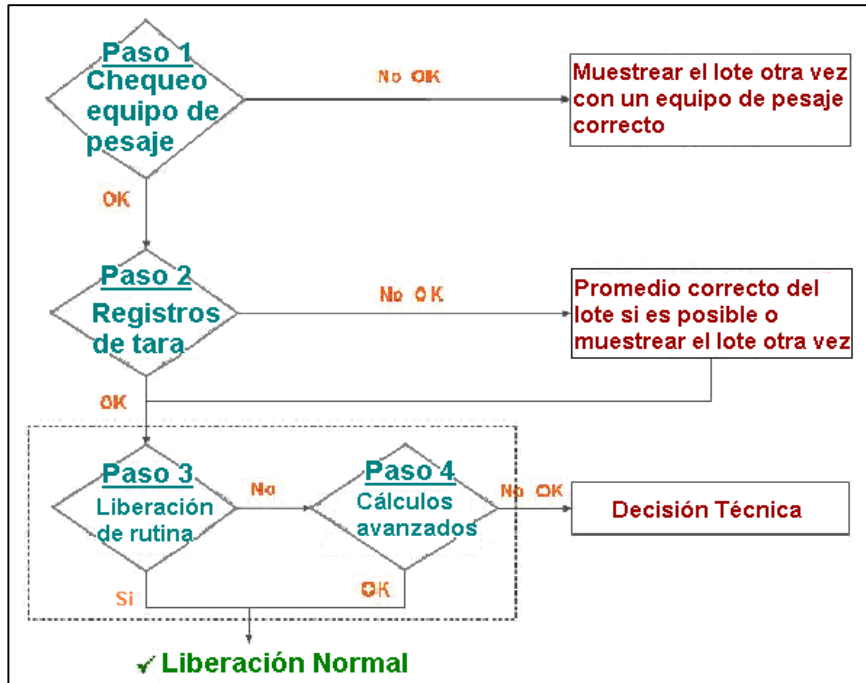 Paso 1
Chequeo
equipo de
pesaje
No OK
Muestrear el lote otra vez
con un equipo de pesaje
correcto
OK
Paso 2
Registros
de tara
No OK
Promedio correcto del
lote si es posible o
muestrear el lote otra vez
OK
Paso 3
Liberación
de rutina
No
Paso 4
Cálculos
avanzados
No OK
Decisión Técnica
Si
OK
✓ Liberación Normal